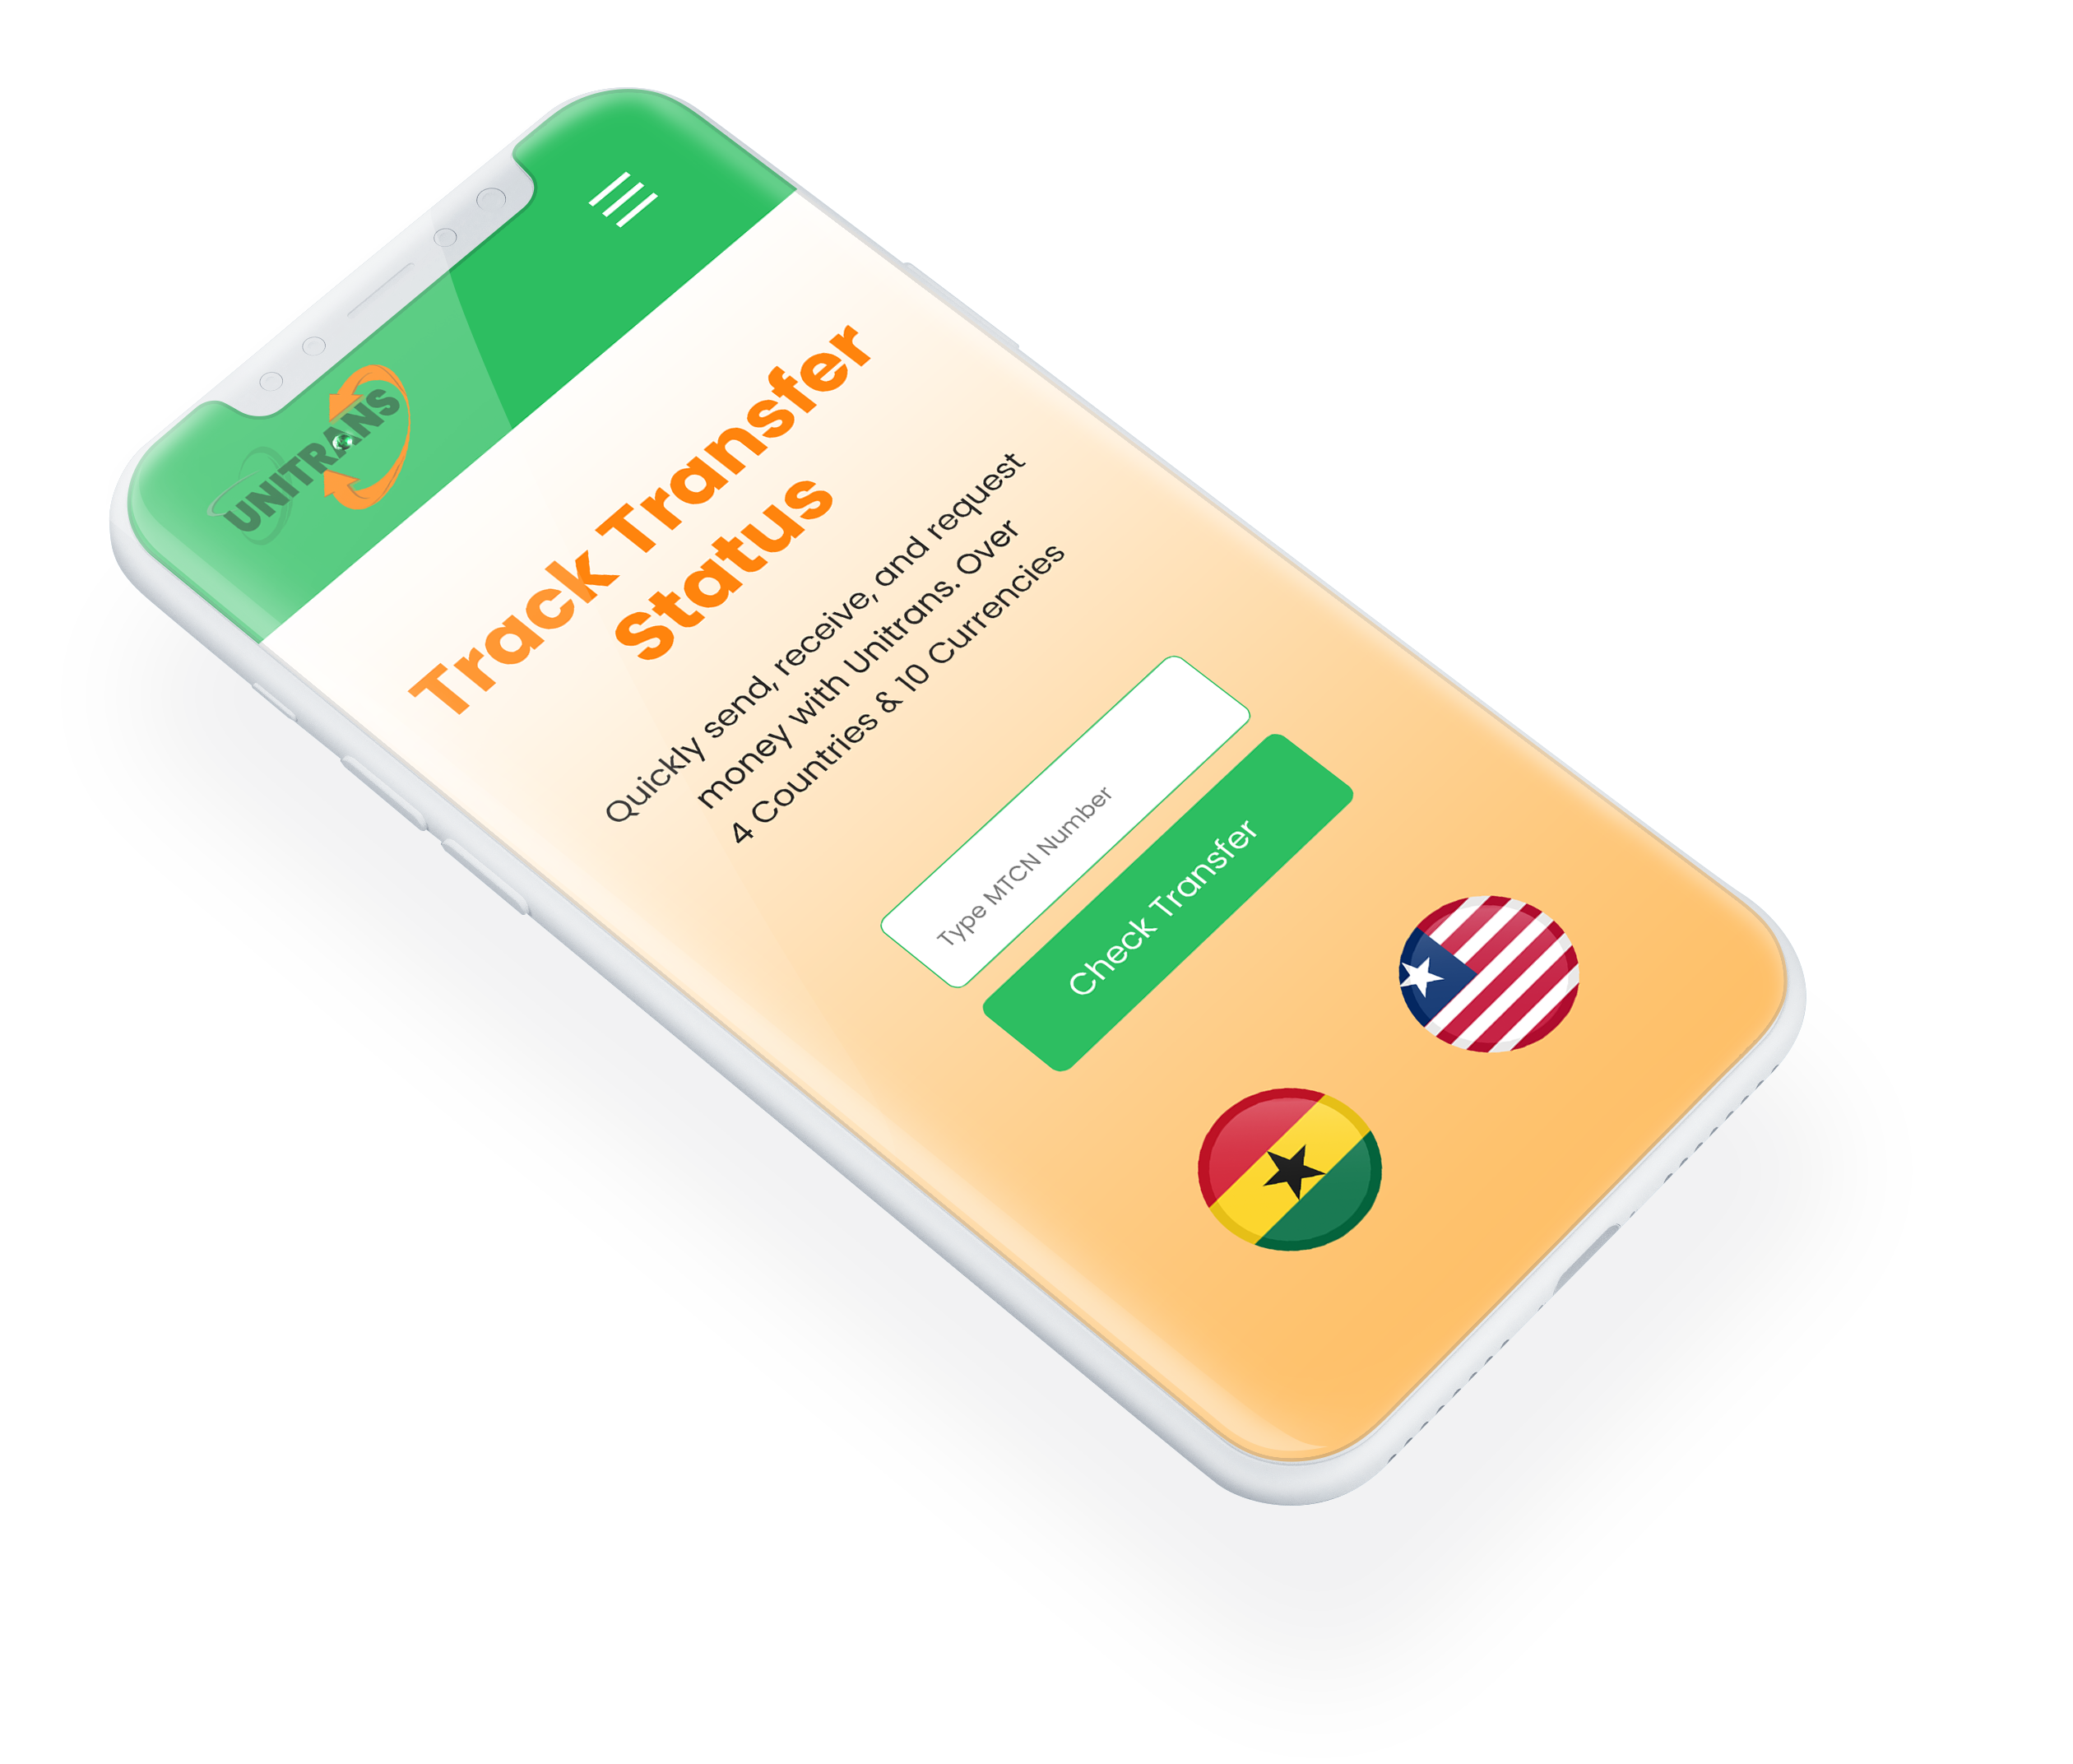 UNITRANS
Track Transfer
Status
Quickly send, receive, and request
money with Unitrans. Over
4 Countries & 10 Currencies
Type MTCN Number
Check Transfer